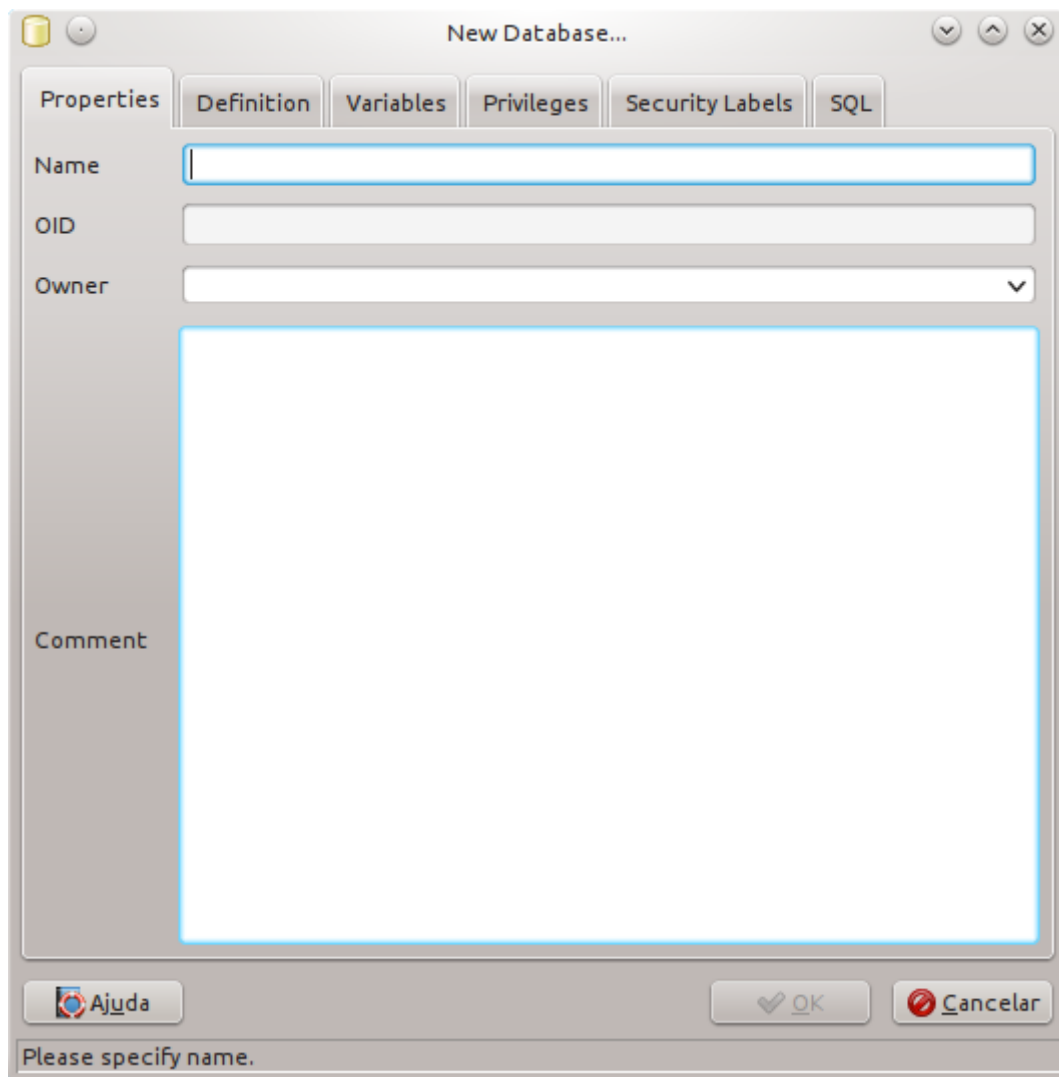 New Database...
Properties Definition Variables Privileges Security Labels SQL
Name
OID
Owner
Comment
Ajuda OK Cancelar
Please specify name.